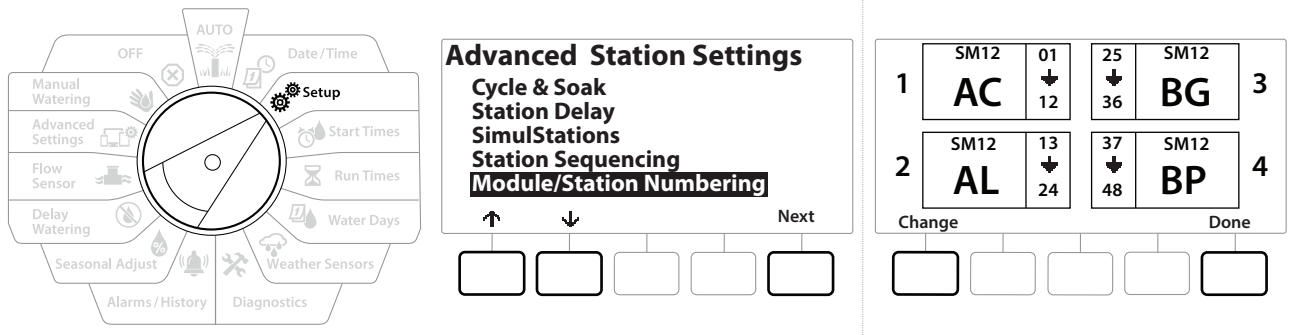 AUTO
OFF
Date/Time
Manual
Watering
Setup
Advanced
Settings
Start Times
Flow
Sensor
Run Times
Delay
Watering
Water Days
Seasonal Adjust
%
Weather Sensors
Alarms/History
Diagnostics
Advanced Station Settings
Cycle & Soak
Station Delay
SimulStations
Station Sequencing
Module/Station Numbering
Next
1
SM12
AC
01
12
25
36
SM12
BG
3
2
SM12
AL
13
24
37
48
SM12
BP
4
Change
Done